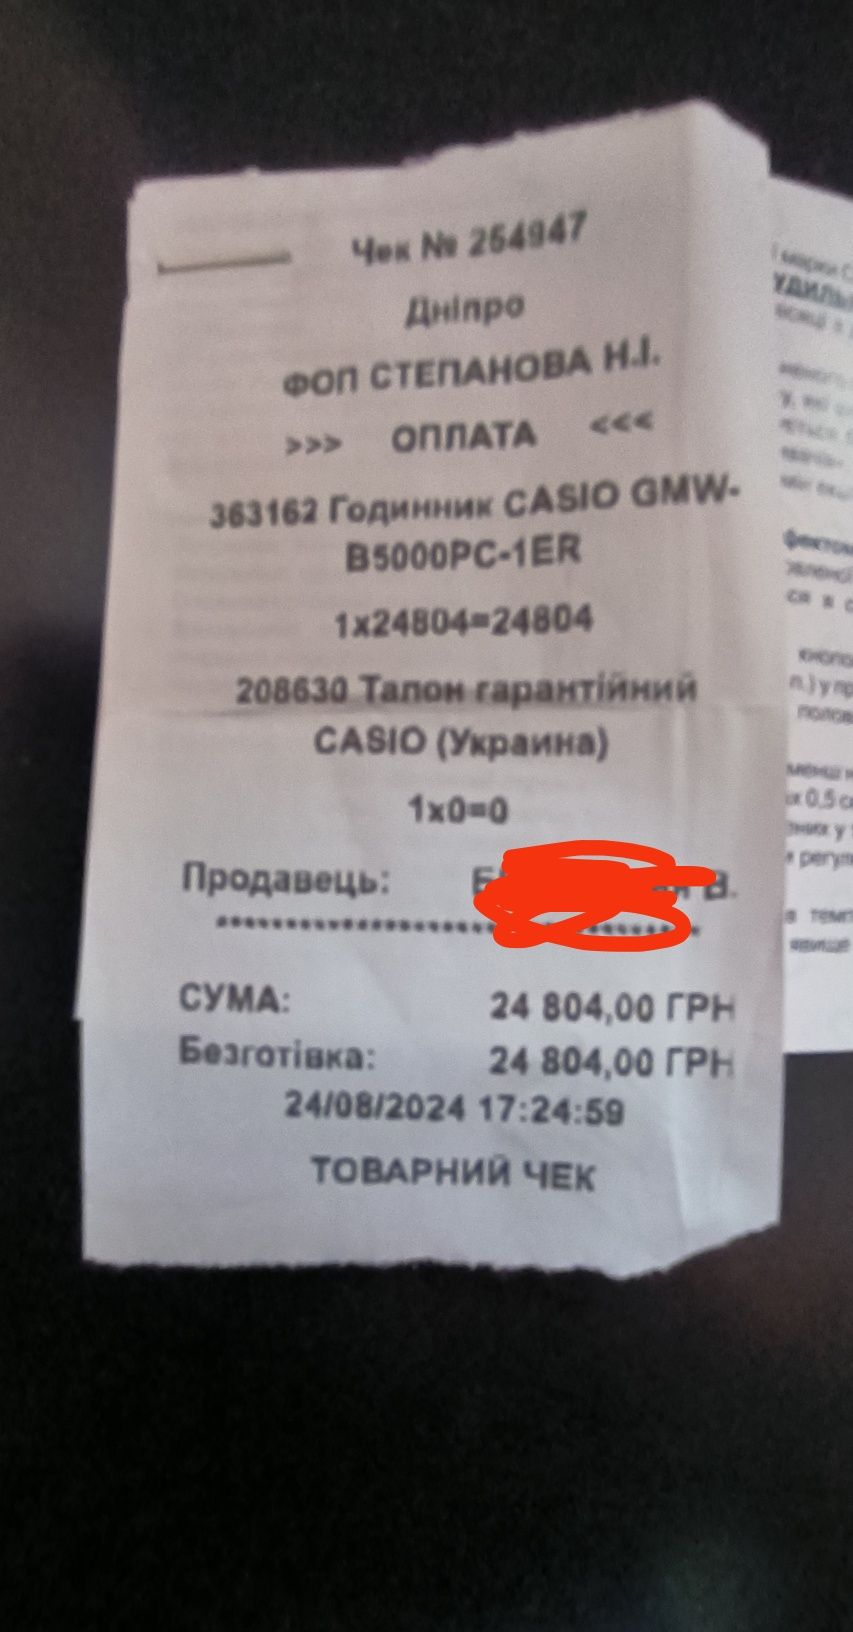 Чек № 254947
Дніпро
ФОП СТЕПАНОВА Н.І.
>>> ОПЛАТА <<<
363162 Годинник CASIO GMW-
B5000PC-1ER
1x24804=24804
208630 Талон гарантійний
CASIO (Украина)
1x0=0
Продавець: В.
СУМА: 24 804,00 ГРН
Безготівка: 24 804,00 ГРН
24/08/2024 17:24:59
ТОВАРНИЙ ЧЕК